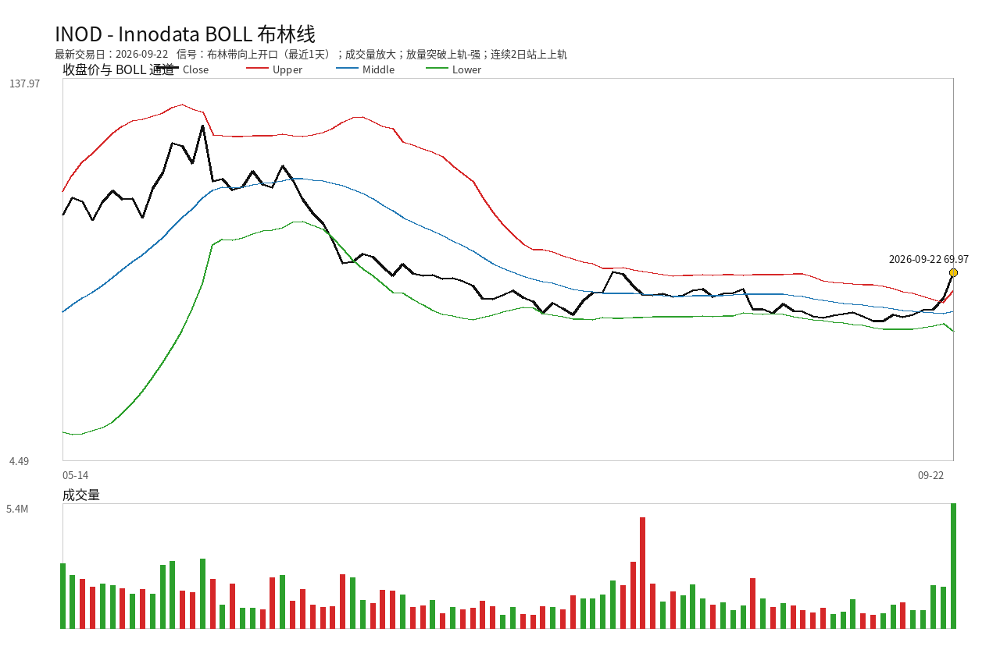 INOD - Innodata BOLL 布林线
最新交易日：2026-09-22 信号：布林带向上开口（最近1天）；成交量放大；放量突破上轨-强；连续2日站上上轨
收盘价与 BOLL 通道 Close Upper Middle Lower
137.97
2026-09-22 69.97
4.49
05-14 09-22
成交量
5.4M